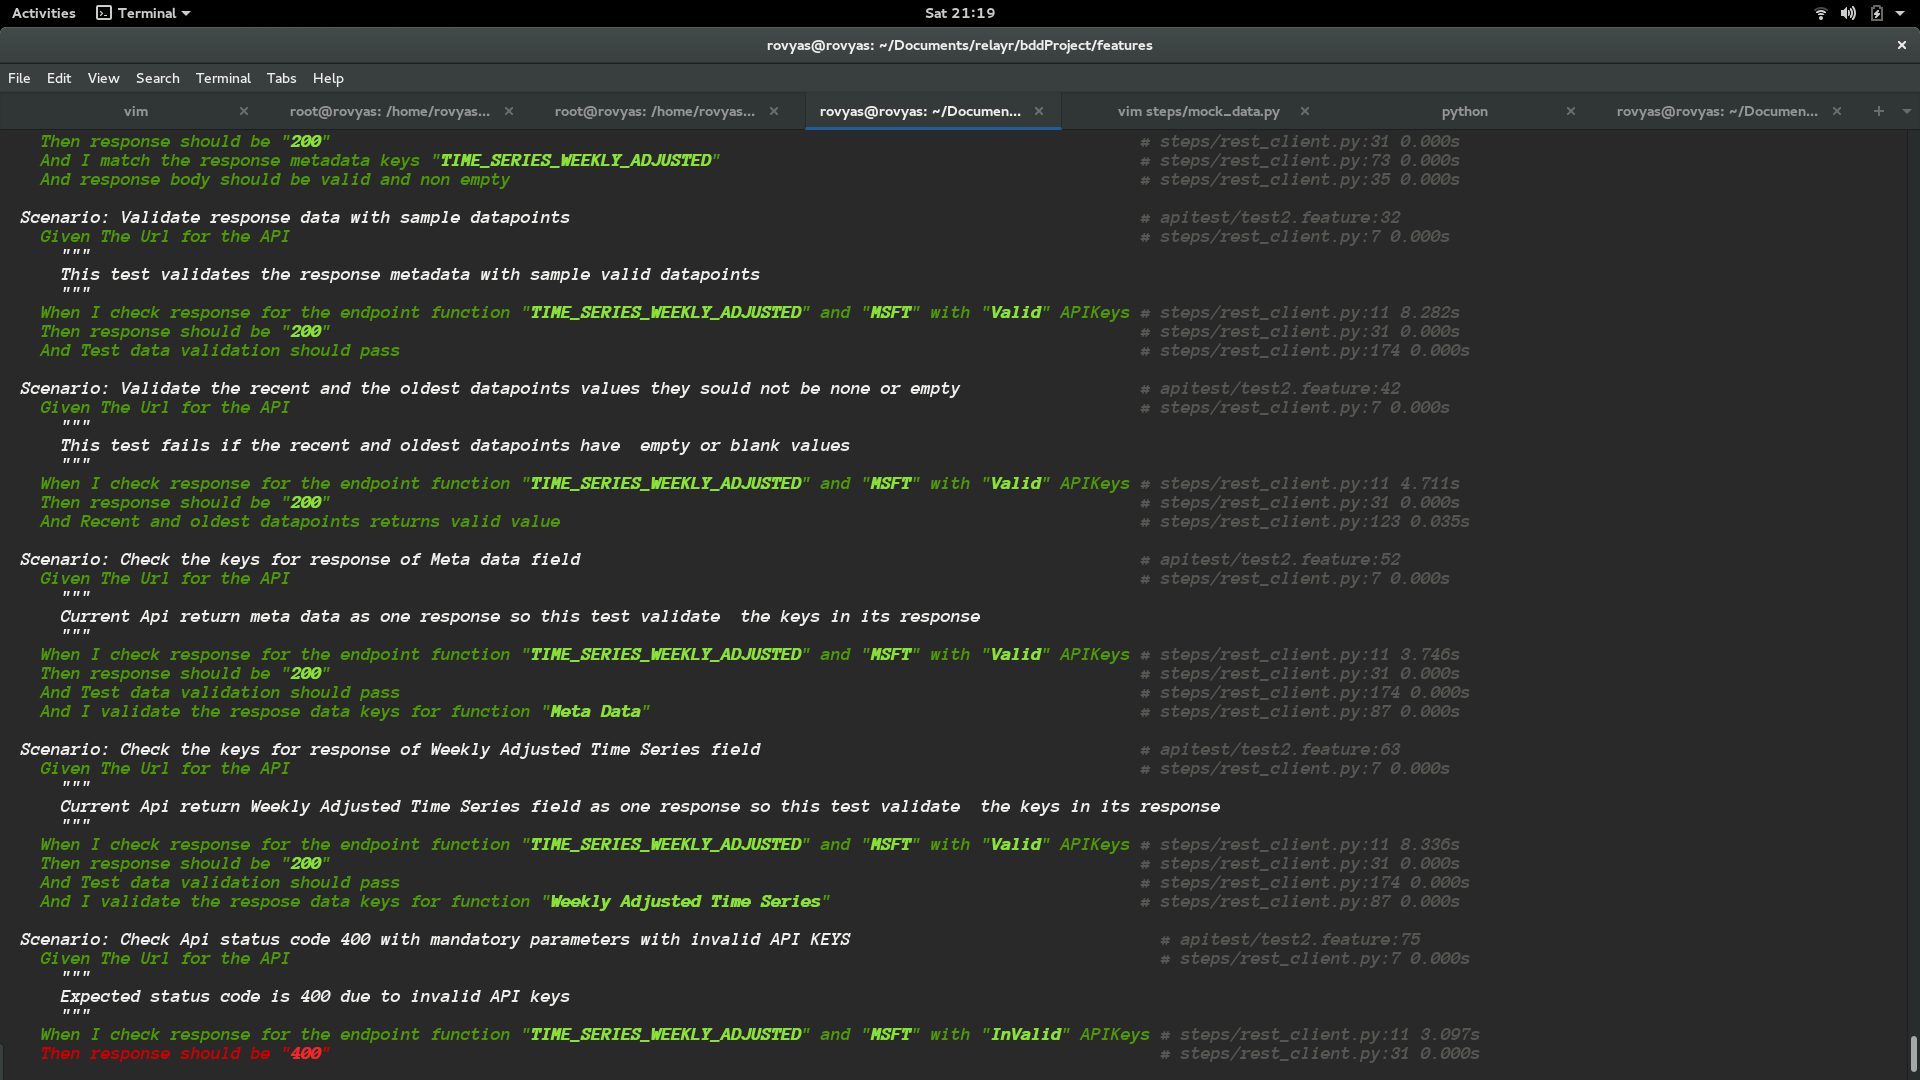 Activities Terminal Sat 21:19
rovyas@rovyas: ~/Documents/relayr/bddProject/features
File Edit View Search Terminal Tabs Help
vim root@rovyas: /home/rovyas... root@rovyas: /home/rovyas... rovyas@rovyas: ~/Documen... vim steps/mock_data.py python rovyas@rovyas: ~/Documen...
Then response should be "200" # steps/rest_client.py:31 0.000s
And I match the response metadata keys "TIME_SERIES_WEEKLY_ADJUSTED" # steps/rest_client.py:73 0.000s
And response body should be valid and non empty # steps/rest_client.py:35 0.000s
Scenario: Validate response data with sample datapoints # apitest/test2.feature:32
Given The Url for the API # steps/rest_client.py:7 0.000s
"""
This test validates the response metadata with sample valid datapoints
"""
When I check response for the endpoint function "TIME_SERIES_WEEKLY_ADJUSTED" and "MSFT" with "Valid" APIKeys # steps/rest_client.py:11 8.282s
Then response should be "200" # steps/rest_client.py:31 0.000s
And Test data validation should pass # steps/rest_client.py:174 0.000s
Scenario: Validate the recent and the oldest datapoints values they sould not be none or empty # apitest/test2.feature:42
Given The Url for the API # steps/rest_client.py:7 0.000s
"""
This test fails if the recent and oldest datapoints have  empty or blank values
"""
When I check response for the endpoint function "TIME_SERIES_WEEKLY_ADJUSTED" and "MSFT" with "Valid" APIKeys # steps/rest_client.py:11 4.711s
Then response should be "200" # steps/rest_client.py:31 0.000s
And Recent and oldest datapoints returns valid value # steps/rest_client.py:123 0.035s
Scenario: Check the keys for response of Meta data field # apitest/test2.feature:52
Given The Url for the API # steps/rest_client.py:7 0.000s
"""
Current Api return meta data as one response so this test validate  the keys in its response
"""
When I check response for the endpoint function "TIME_SERIES_WEEKLY_ADJUSTED" and "MSFT" with "Valid" APIKeys # steps/rest_client.py:11 3.746s
Then response should be "200" # steps/rest_client.py:31 0.000s
And Test data validation should pass # steps/rest_client.py:174 0.000s
And I validate the respose data keys for function "Meta Data" # steps/rest_client.py:87 0.000s
Scenario: Check the keys for response of Weekly Adjusted Time Series field # apitest/test2.feature:63
Given The Url for the API # steps/rest_client.py:7 0.000s
"""
Current Api return Weekly Adjusted Time Series field as one response so this test validate  the keys in its response
"""
When I check response for the endpoint function "TIME_SERIES_WEEKLY_ADJUSTED" and "MSFT" with "Valid" APIKeys # steps/rest_client.py:11 8.336s
Then response should be "200" # steps/rest_client.py:31 0.000s
And Test data validation should pass # steps/rest_client.py:174 0.000s
And I validate the respose data keys for function "Weekly Adjusted Time Series" # steps/rest_client.py:87 0.000s
Scenario: Check Api status code 400 with mandatory parameters with invalid API KEYS # apitest/test2.feature:75
Given The Url for the API # steps/rest_client.py:7 0.000s
"""
Expected status code is 400 due to invalid API keys
"""
When I check response for the endpoint function "TIME_SERIES_WEEKLY_ADJUSTED" and "MSFT" with "InValid" APIKeys # steps/rest_client.py:11 3.097s
Then response should be "400" # steps/rest_client.py:31 0.000s